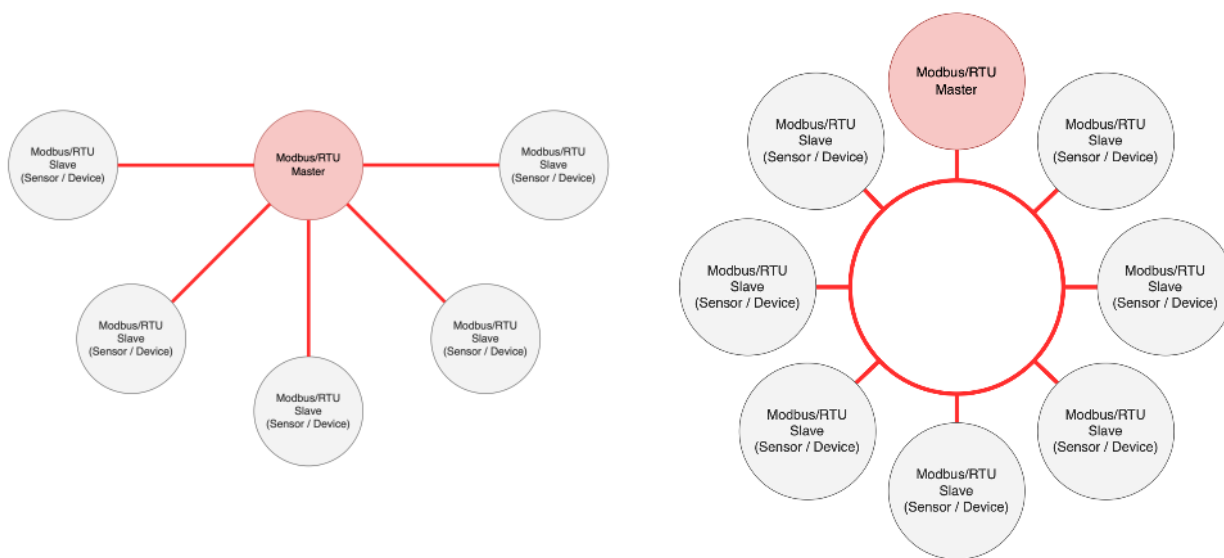 Modbus/RTU
Master
Modbus/RTU
Slave
(Sensor / Device)
Modbus/RTU
Slave
(Sensor / Device)
Modbus/RTU
Slave
(Sensor / Device)
Modbus/RTU
Slave
(Sensor / Device)
Modbus/RTU
Slave
(Sensor / Device)
Modbus/RTU
Master
Modbus/RTU
Slave
(Sensor / Device)
Modbus/RTU
Slave
(Sensor / Device)
Modbus/RTU
Slave
(Sensor / Device)
Modbus/RTU
Slave
(Sensor / Device)
Modbus/RTU
Slave
(Sensor / Device)
Modbus/RTU
Slave
(Sensor / Device)
Modbus/RTU
Slave
(Sensor / Device)